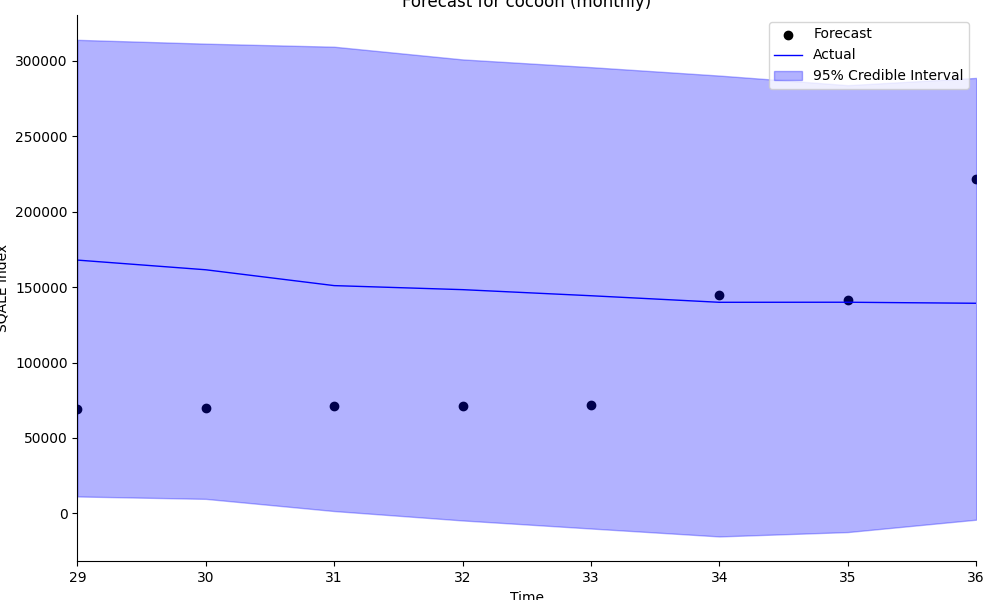 Forecast for cocoon (monthly)
Forecast
Actual
95% Credible Interval
300000
250000
200000
150000
100000
50000
0
SQALE Index
29 30 31 32 33 34 35 36
Time